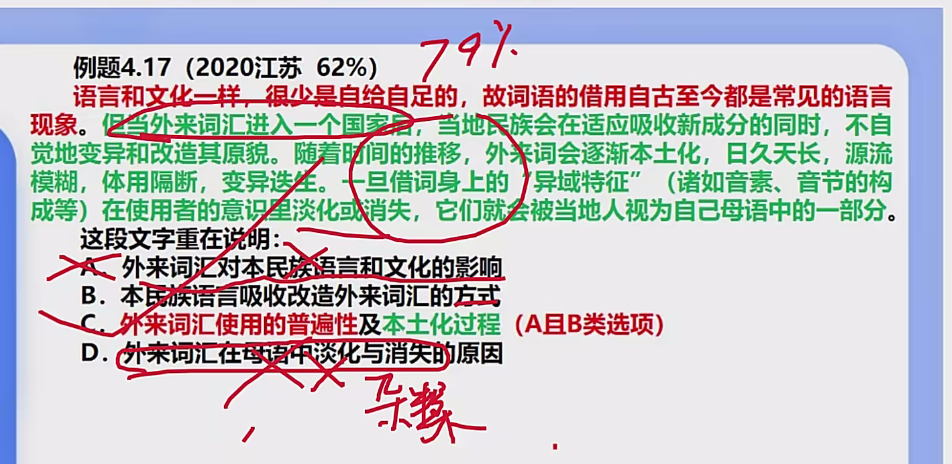 79%
例题4.17（2020江苏 62%）
语言和文化一样，很少是自给自足的，故词语的借用自古至今都是常见的语言
现象。但当外来词汇进入一个国家后，当地民族会在适应吸收新成分的同时，不自
觉地变异和改造其原貌。随着时间的推移，外来词会逐渐本土化，日久天长，源流
模糊，体用隔断，变异迭生。一旦借词身上的“异域特征”（诸如音素、音节的构
成等）在使用者的意识里淡化或消失，它们就会被当地人视为自己母语中的一部分。
这段文字重在说明：
A．外来词汇对本民族语言和文化的影响
B．本民族语言吸收改造外来词汇的方式
C．外来词汇使用的普遍性及本土化过程（A且B类选项）
D．外来词汇在母语中淡化与消失的原因